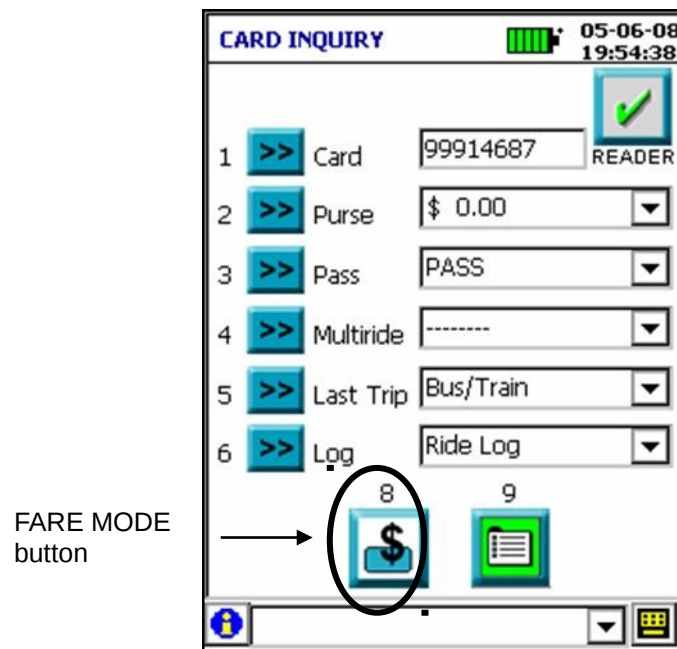 CARD INQUIRY
05-06-08
19:54:38
READER
1 >> Card 99914687
2 >> Purse $ 0.00
3 >> Pass PASS
4 >> Multiride --------
5 >> Last Trip Bus/Train
6 >> Log Ride Log
8 9
FARE MODE
button
$